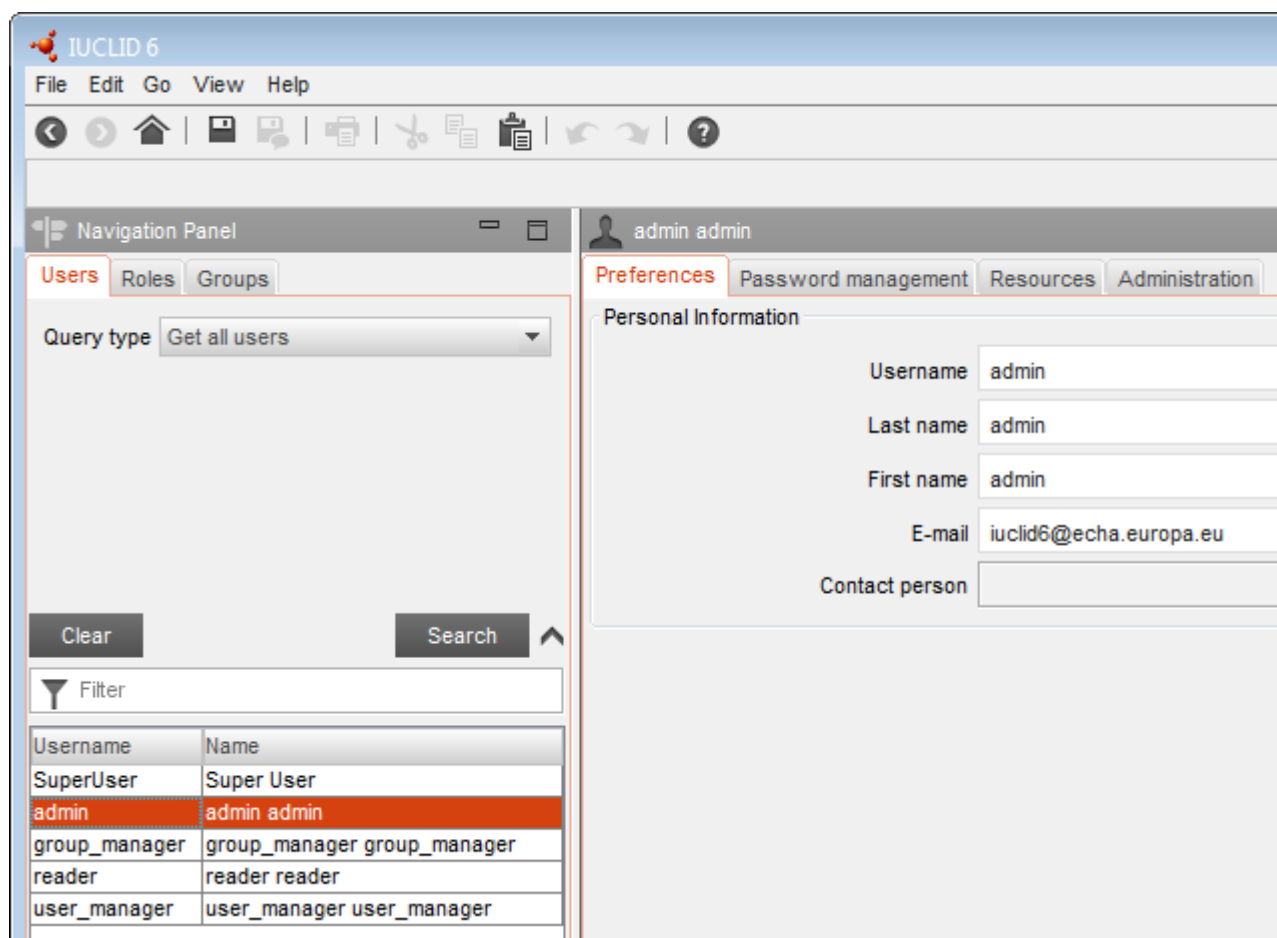 IUCLID 6
File Edit Go View Help
Navigation Panel
Users Roles Groups
Query type Get all users
Clear Search
Filter
Username Name
SuperUser Super User
admin admin admin
group_manager group_manager group_manager
reader reader reader
user_manager user_manager user_manager
admin admin
Preferences Password management Resources Administration
Personal Information
Username admin
Last name admin
First name admin
E-mail iuclid6@echa.europa.eu
Contact person